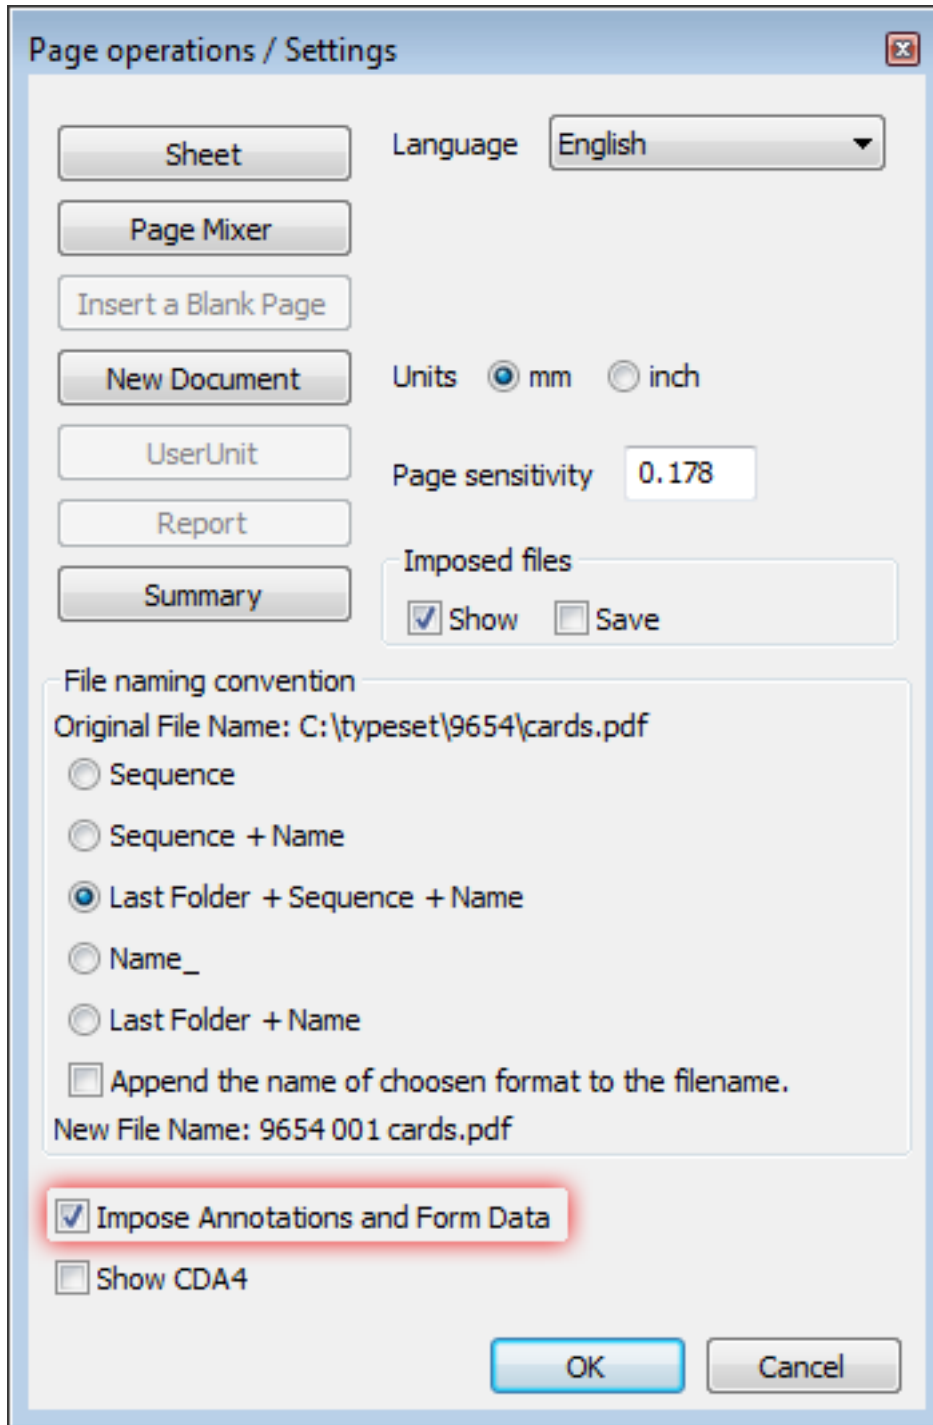 Page operations / Settings
Sheet
Language English
Page Mixer
Insert a Blank Page
New Document
Units mm inch
UserUnit
Page sensitivity 0.178
Report
Imposed files
Summary
Show Save
File naming convention
Original File Name: C:\typeset\9654\cards.pdf
Sequence
Sequence + Name
Last Folder + Sequence + Name
Name_
Last Folder + Name
Append the name of choosen format to the filename.
New File Name: 9654 001 cards.pdf
Impose Annotations and Form Data
Show CDA4
OK Cancel